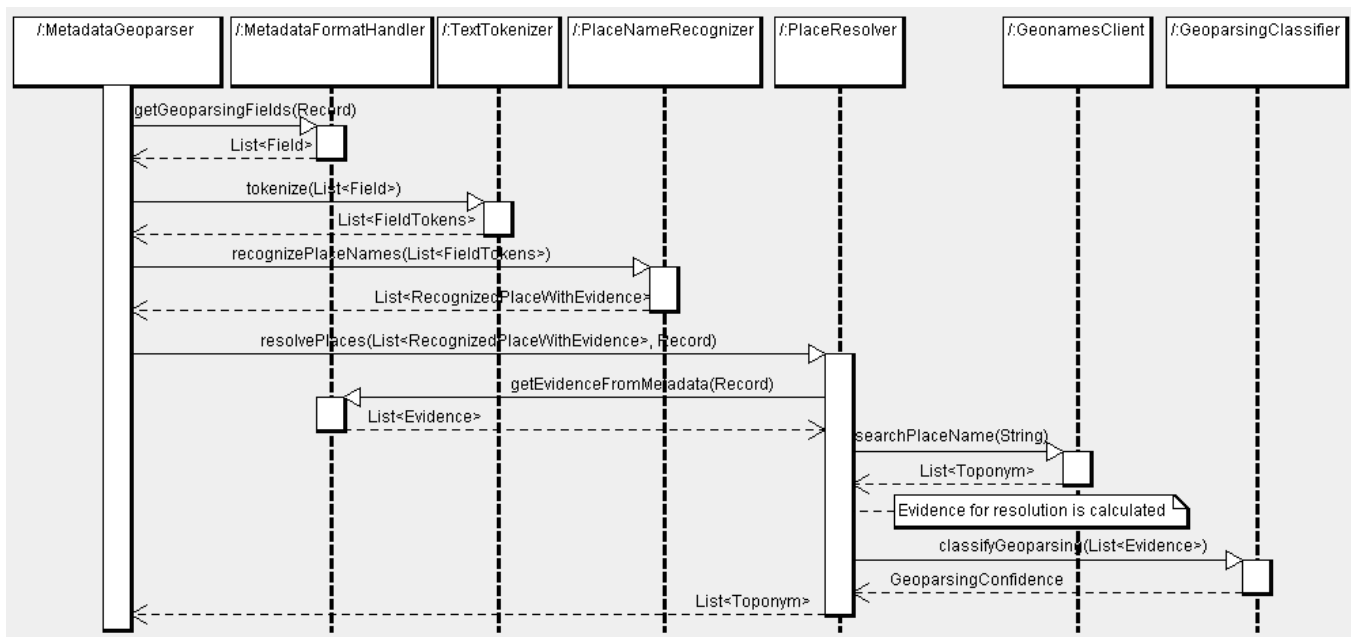 /:MetadataGeoparser
/:MetadataFormatHandler
/:TextTokenizer
/:PlaceNameRecognizer
/:PlaceResolver
/:GeonamesClient
/:GeoparsingClassifier
getGeoparsingFields(Record)
List<Field>
tokenize(List<Field>)
List<FieldTokens>
recognizePlaceNames(List<FieldTokens>)
List<RecognizedPlaceWithEvidence>
resolvePlaces(List<RecognizedPlaceWithEvidence>, Record)
getEvidenceFromMetadata(Record)
List<Evidence>
searchPlaceName(String)
List<Toponym>
Evidence for resolution is calculated
classifyGeoparsing(List<Evidence>)
GeoparsingConfidence
List<Toponym>